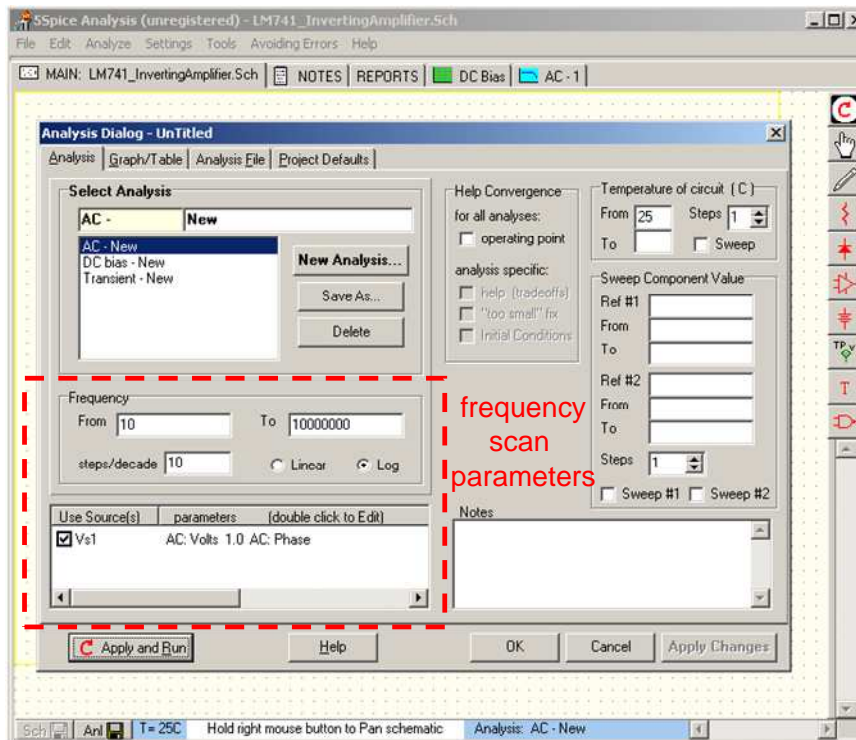 5Spice Analysis (unregistered) - LM741_InvertingAmplifier.Sch
File Edit Analyze Settings Tools Avoiding Errors Help
MAIN: LM741_InvertingAmplifier.Sch NOTES REPORTS DC Bias AC - 1
Analysis Dialog - UnTitled
Analysis Graph/Table Analysis File Project Defaults
Select Analysis
AC - New
AC - New
DC bias - New
Transient - New
New Analysis...
Save As...
Delete
Help Convergence
for all analyses:
operating point
analysis specific:
help (tradeoffs)
"too small" fix
Initial Conditions
Temperature of circuit ( C )
From 25 Steps 1
To Sweep
Sweep Component Value
Ref #1
From
To
Ref #2
From
To
Steps 1
Sweep #1 Sweep #2
Frequency
From 10 To 10000000
steps/decade 10 Linear Log
frequency
scan
parameters
Use Source(s) parameters (double click to Edit)
Vs1 AC: Volts 1.0 AC: Phase
Notes
Apply and Run Help OK Cancel Apply Changes
TP v
T
Sch Anl T= 25C Hold right mouse button to Pan schematic Analysis: AC - New